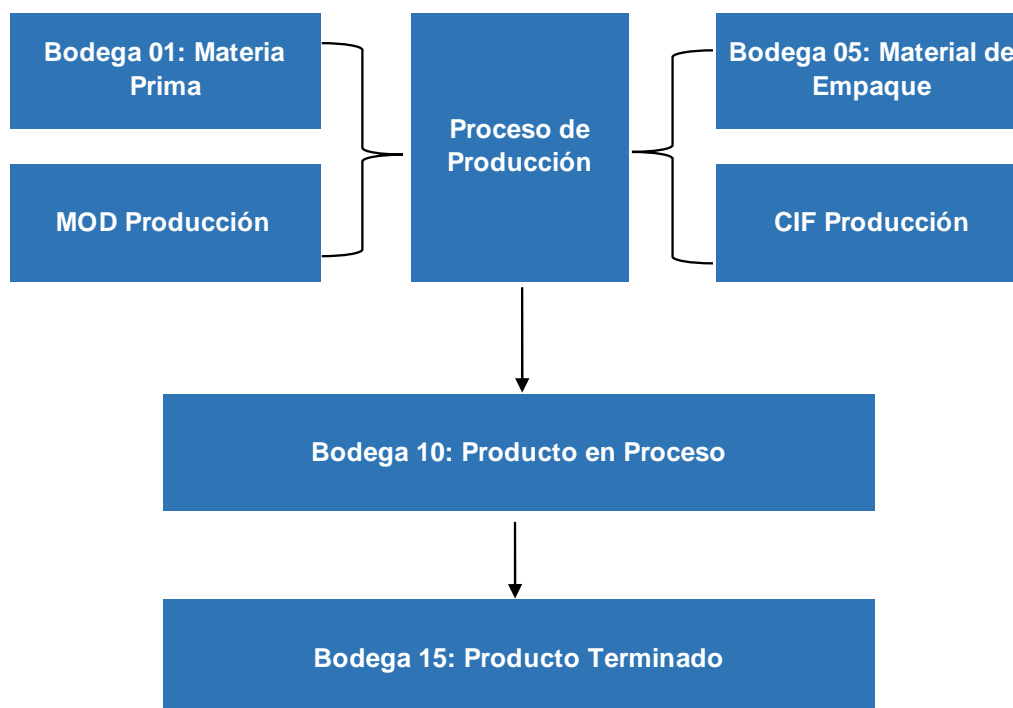 Bodega 01: Materia
Prima
MOD Producción
Proceso de
Producción
Bodega 05: Material de
Empaque
CIF Producción
Bodega 10: Producto en Proceso
Bodega 15: Producto Terminado